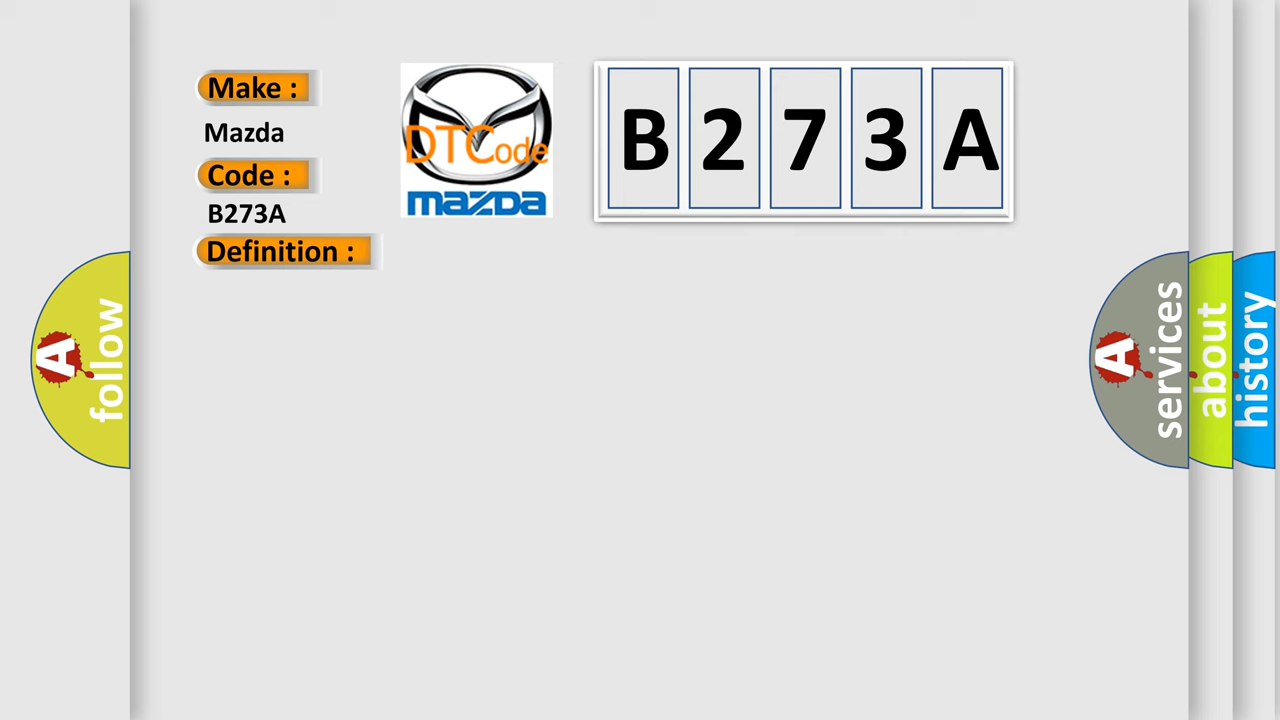 Make :
Mazda
Code :
B273A
Definition :
DTCode
mazda
B 2 7 3 A
A follow
A services
about
history